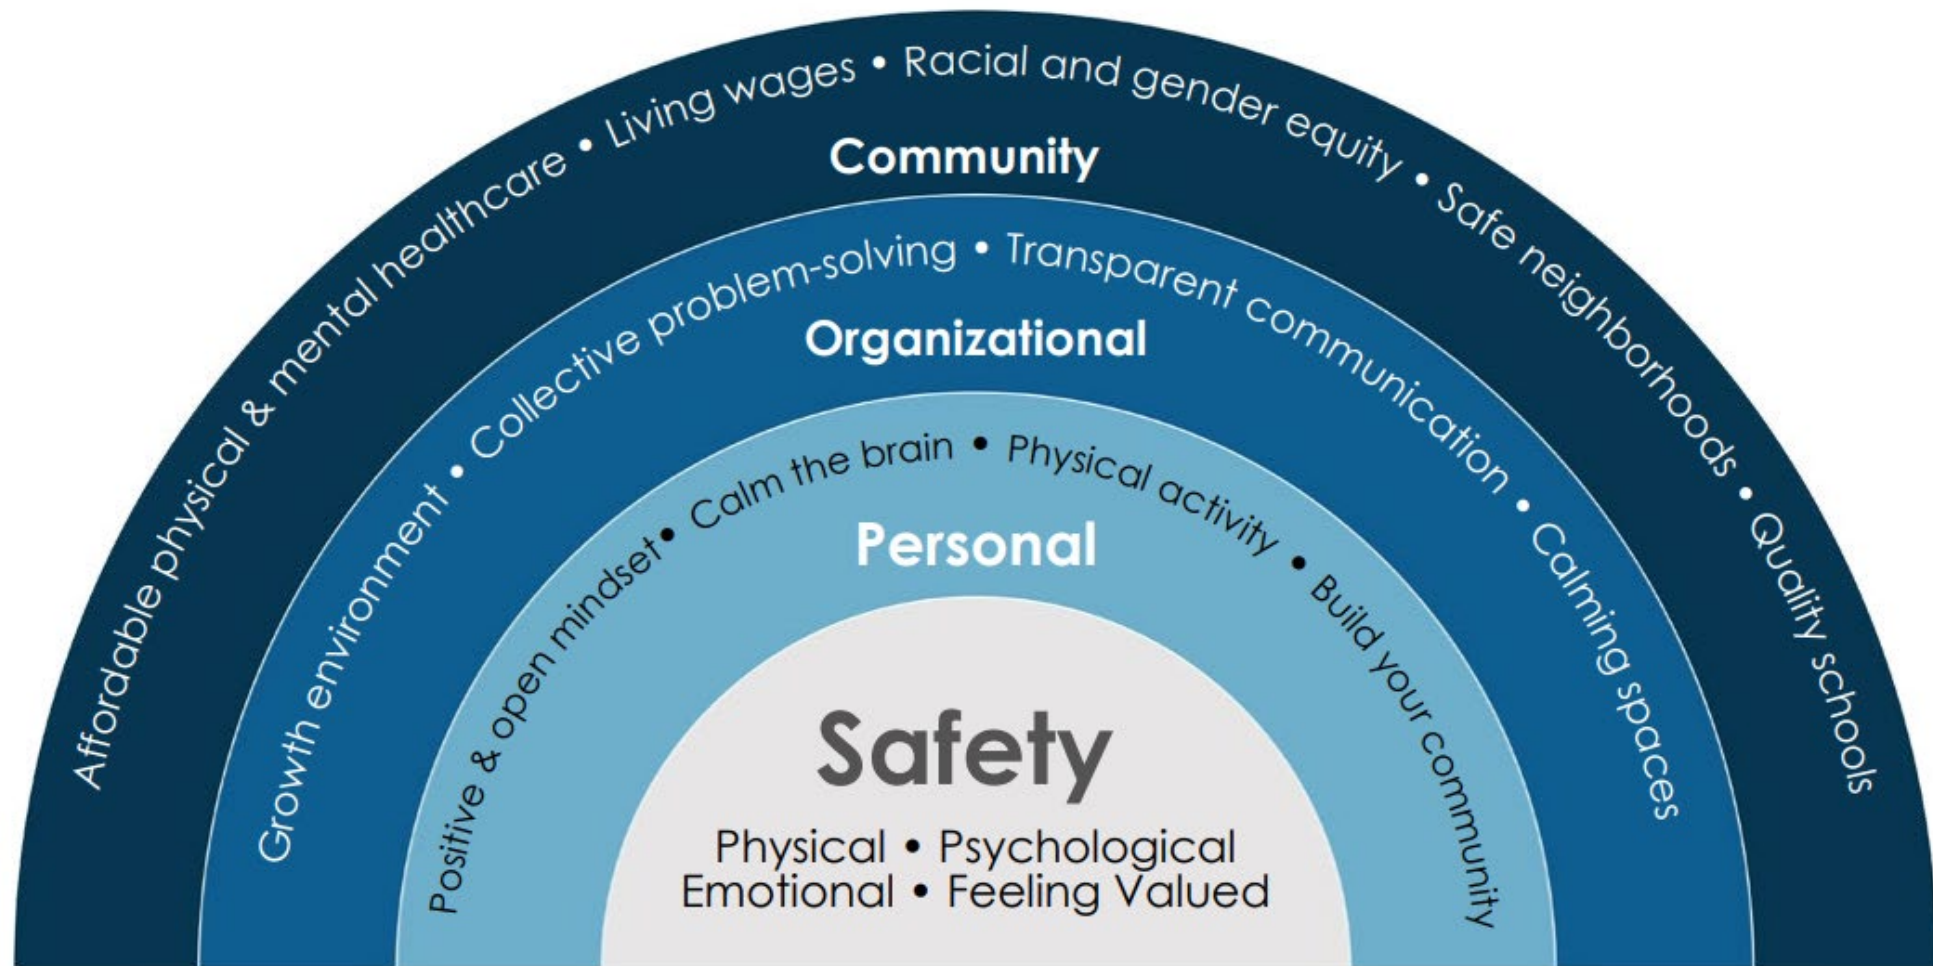 Affordable physical & mental healthcare • Living wages • Racial and gender equity • Safe neighborhoods • Quality schools
Community
Growth environment • Collective problem-solving • Transparent communication • Calming spaces
Organizational
Positive & open mindset • Calm the brain • Physical activity • Build your community
Personal
Safety
Physical • Psychological
Emotional • Feeling Valued